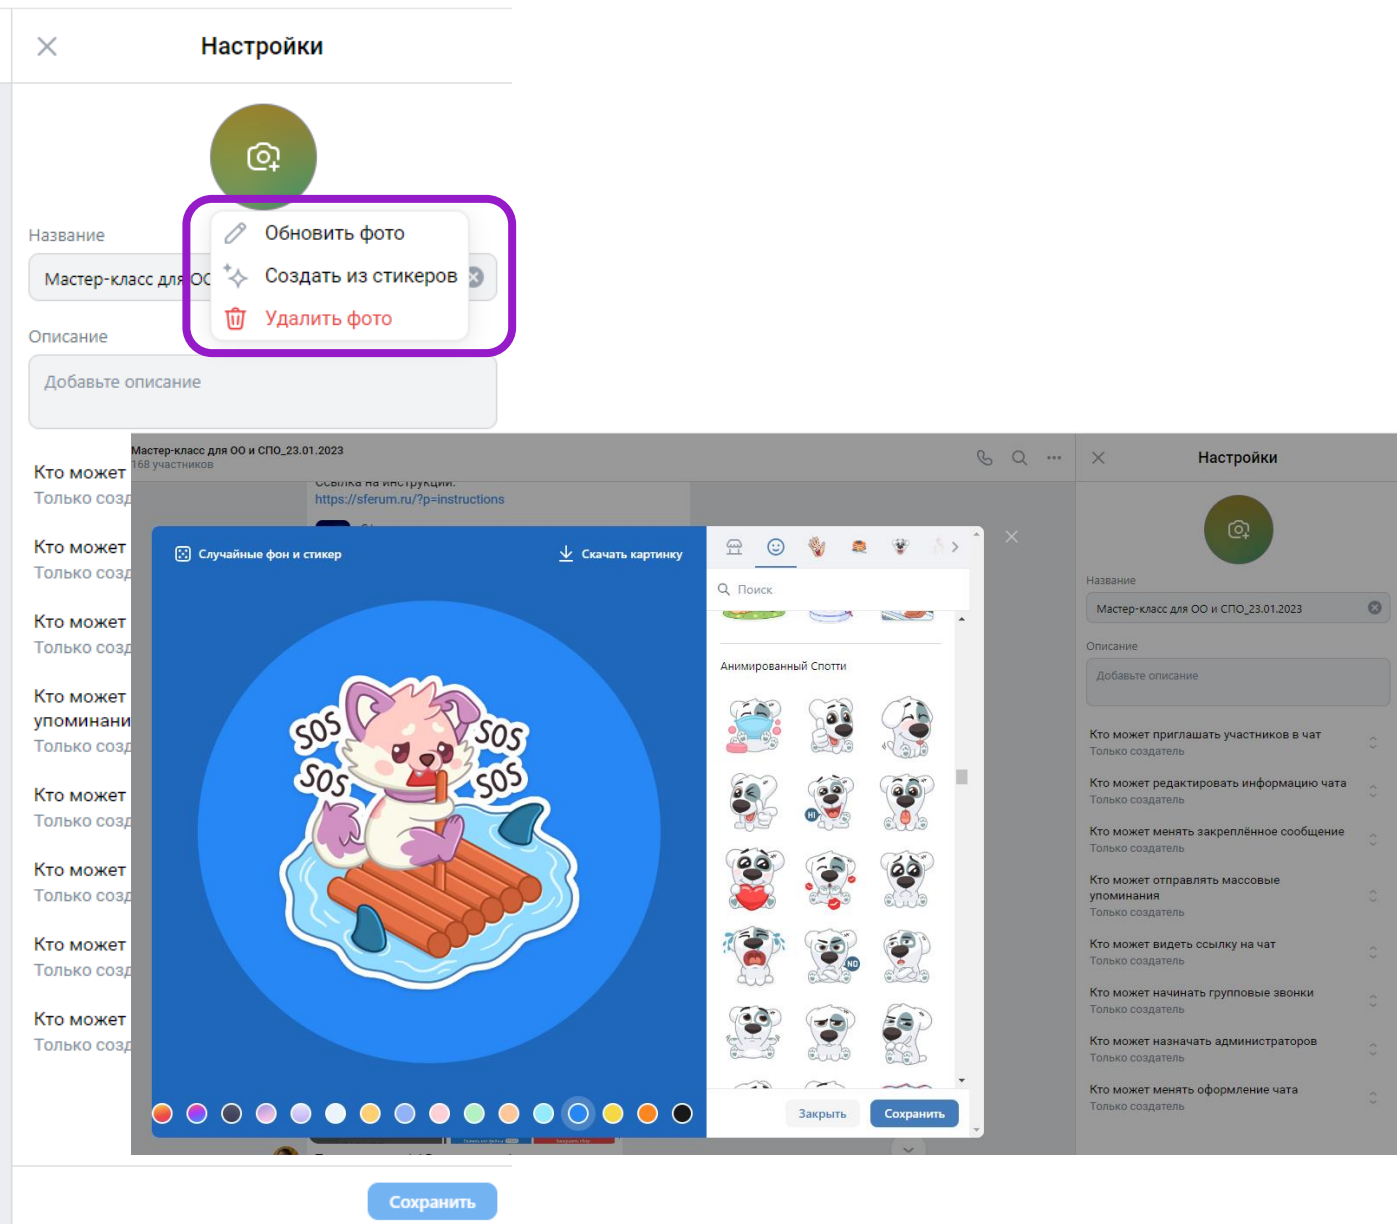 Настройки
Обновить фото
Название
Создать из стикеров
Мастер-класс для ОО
Удалить фото
Описание
Добавьте описание
Кто может
Только созд
Кто может
Только созд
Кто может
Только созд
Кто может
упоминани
Только созд
Кто может
Только созд
Кто может
Только созд
Кто может
Только созд
Кто может
Только созд
Сохранить
Мастер-класс для ОО и СПО_23.01.2023
168 участников
Ссылка на инструкции:
https://sferum.ru/?p=instructions
Случайные фон и стикер
Скачать картинку
SOS
SOS
SOS
SOS
Поиск
Анимированный Спотти
HI
NO
Закрыть
Сохранить
Настройки
Название
Мастер-класс для ОО и СПО_23.01.2023
Описание
Добавьте описание
Кто может приглашать участников в чат
Только создатель
Кто может редактировать информацию чата
Только создатель
Кто может менять закреплённое сообщение
Только создатель
Кто может отправлять массовые
упоминания
Только создатель
Кто может видеть ссылку на чат
Только создатель
Кто может начинать групповые звонки
Только создатель
Кто может назначать администраторов
Только создатель
Кто может менять оформление чата
Только создатель